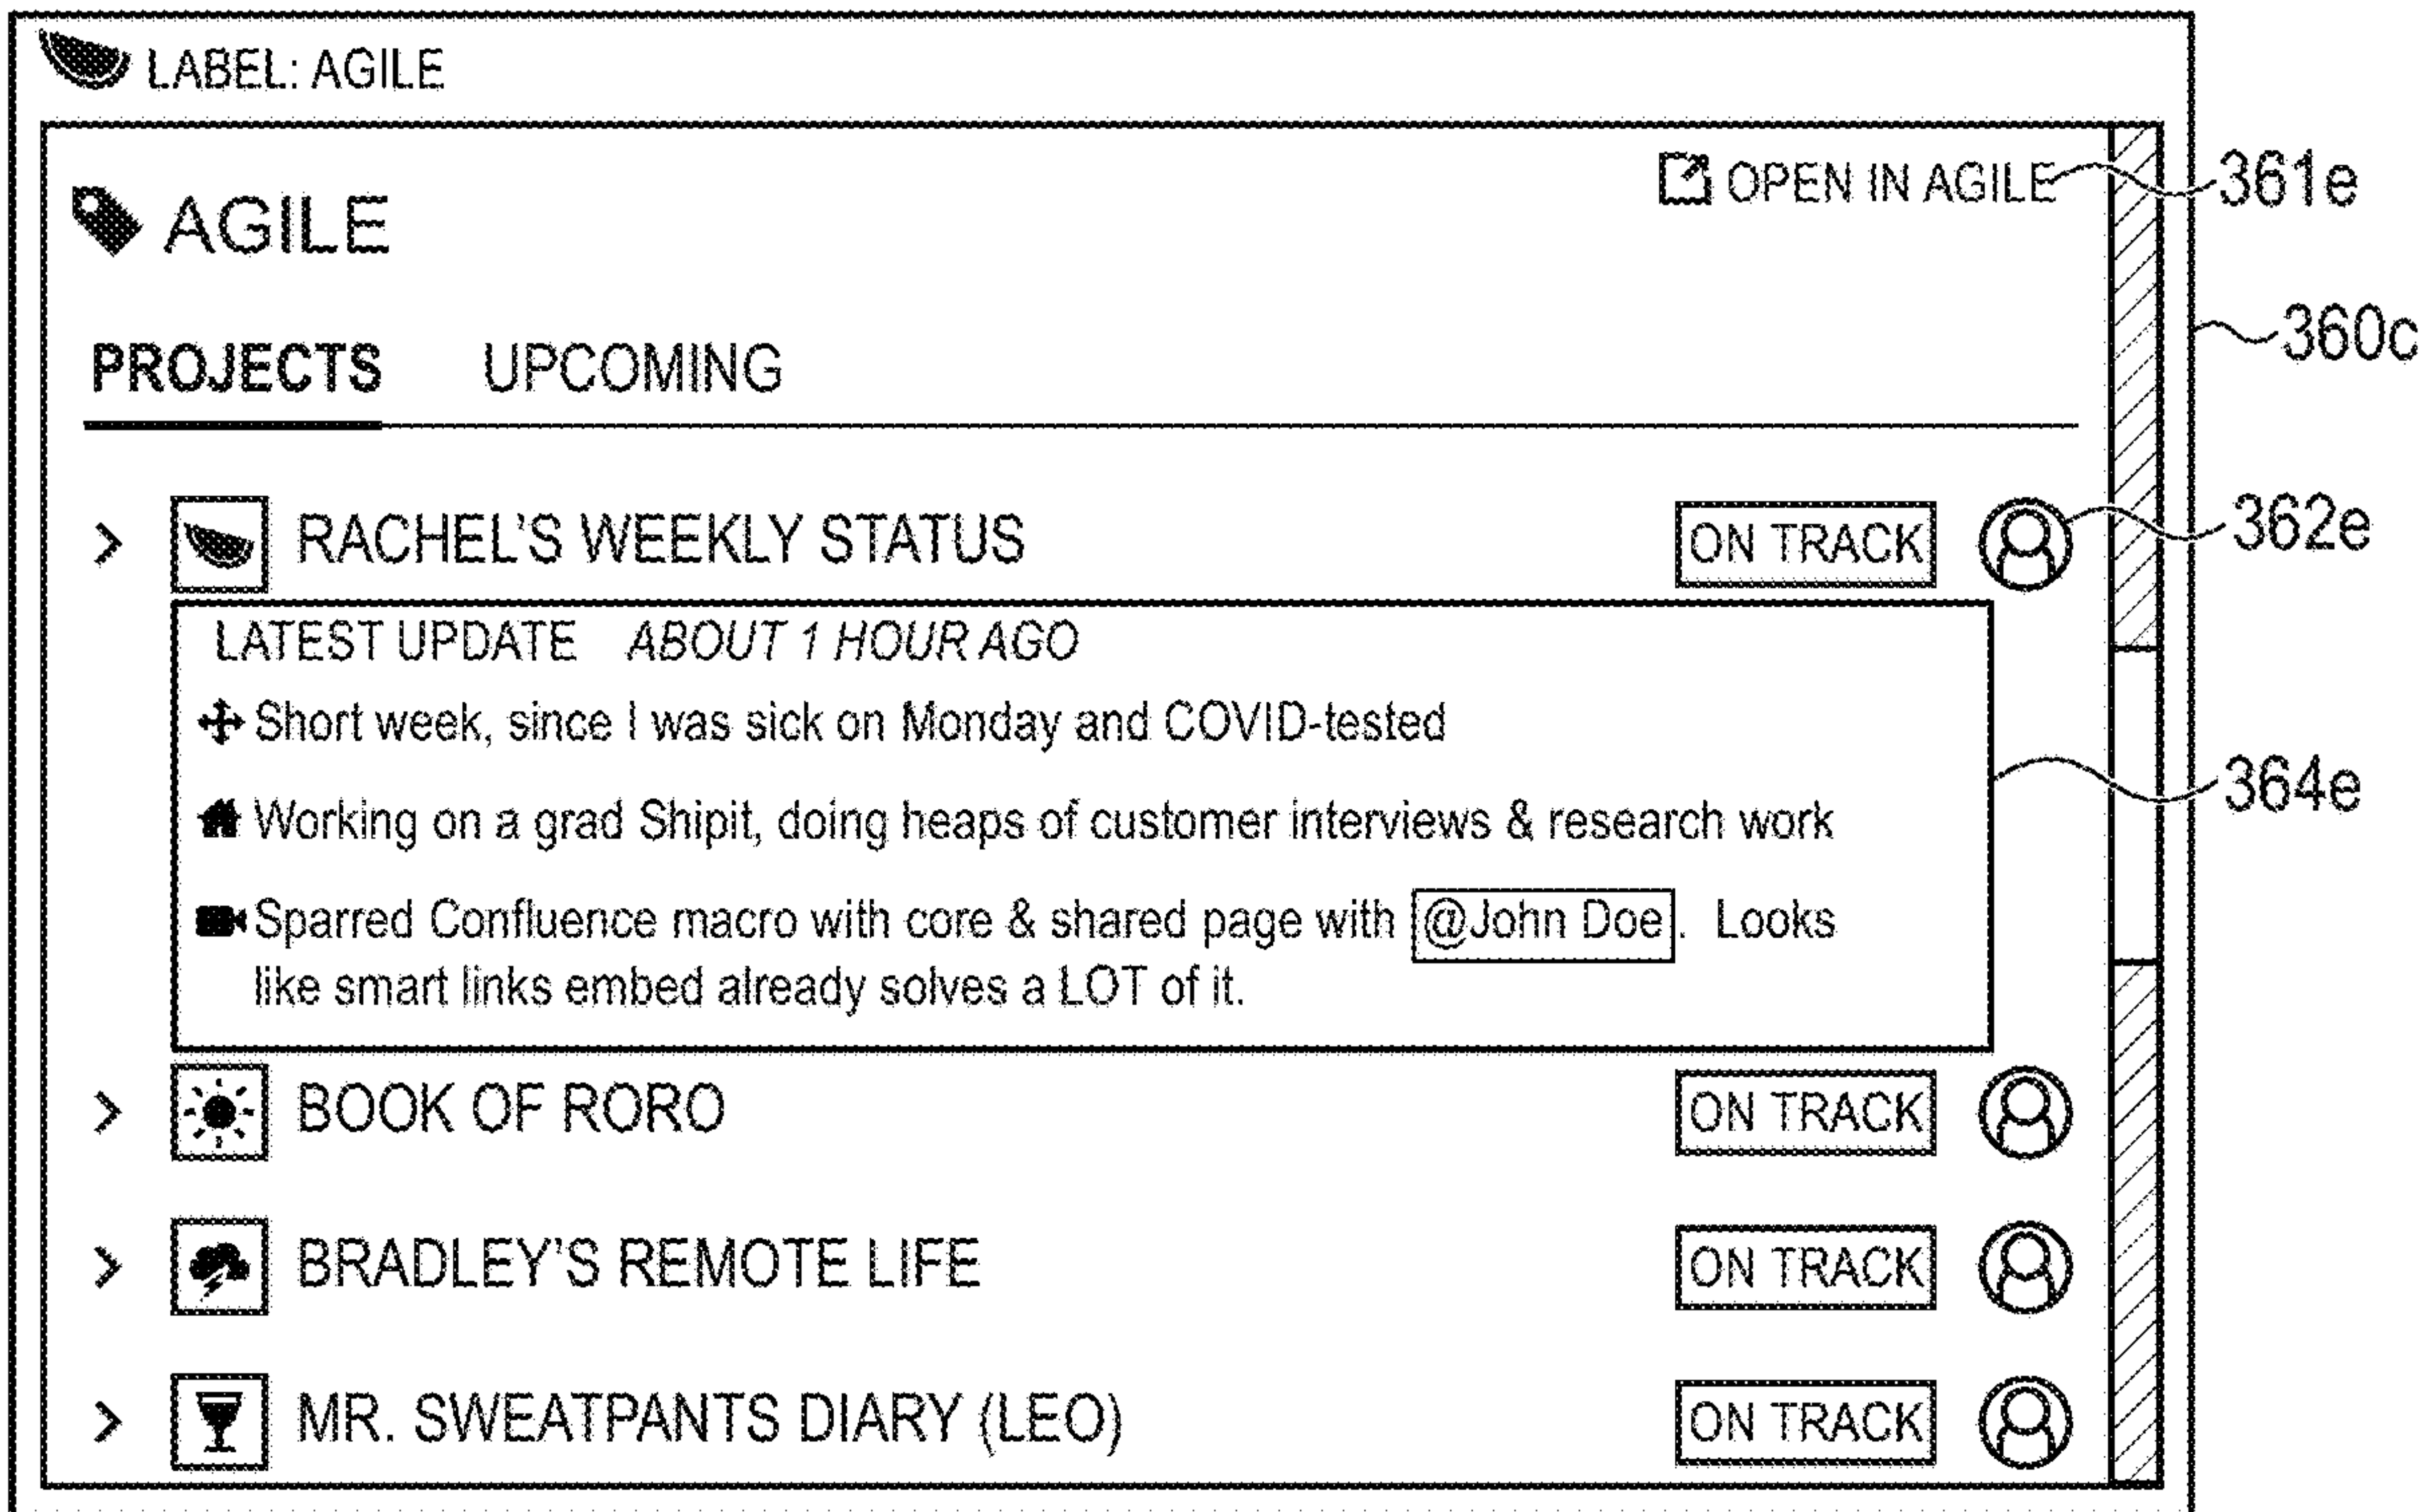 LABEL: AGILE
OPEN IN AGILE
361e
AGILE
360c
PROJECTS UPCOMING
RACHEL'S WEEKLY STATUS ON TRACK
362e
LATEST UPDATE ABOUT 1 HOUR AGO
Short week, since I was sick on Monday and COVID-tested
364e
Working on a grad Shipit, doing heaps of customer interviews & research work
Sparred Confluence macro with core & shared page with @John Doe. Looks
like smart links embed already solves a LOT of it.
BOOK OF RORO ON TRACK
BRADLEY'S REMOTE LIFE ON TRACK
MR. SWEATPANTS DIARY (LEO) ON TRACK